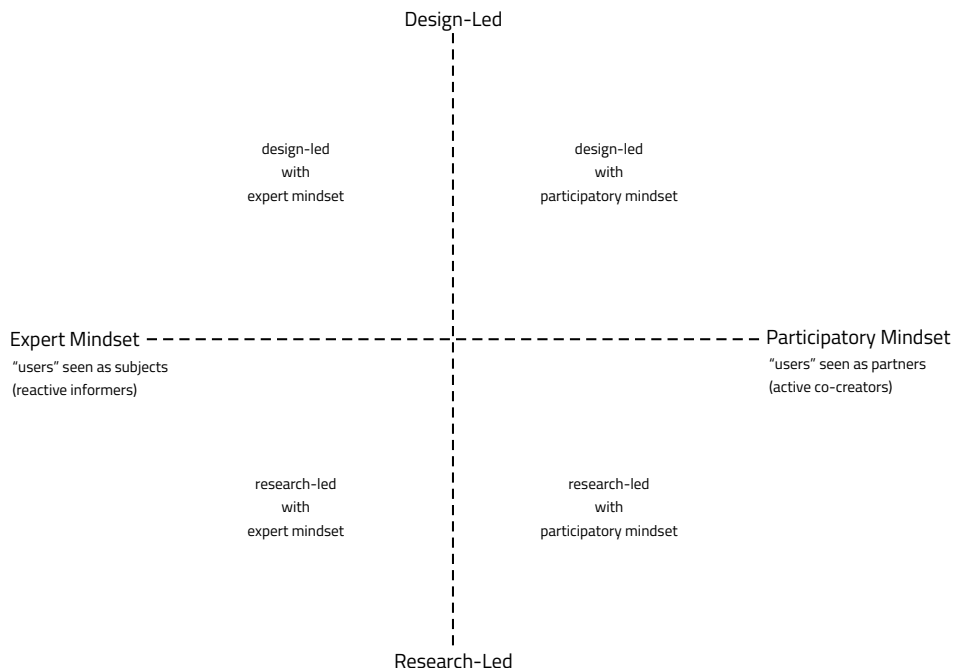 Design-Led
design-led
with
expert mindset
design-led
with
participatory mindset
Expert Mindset
“users” seen as subjects
(reactive informers)
Participatory Mindset
“users” seen as partners
(active co-creators)
research-led
with
expert mindset
research-led
with
participatory mindset
Research-Led